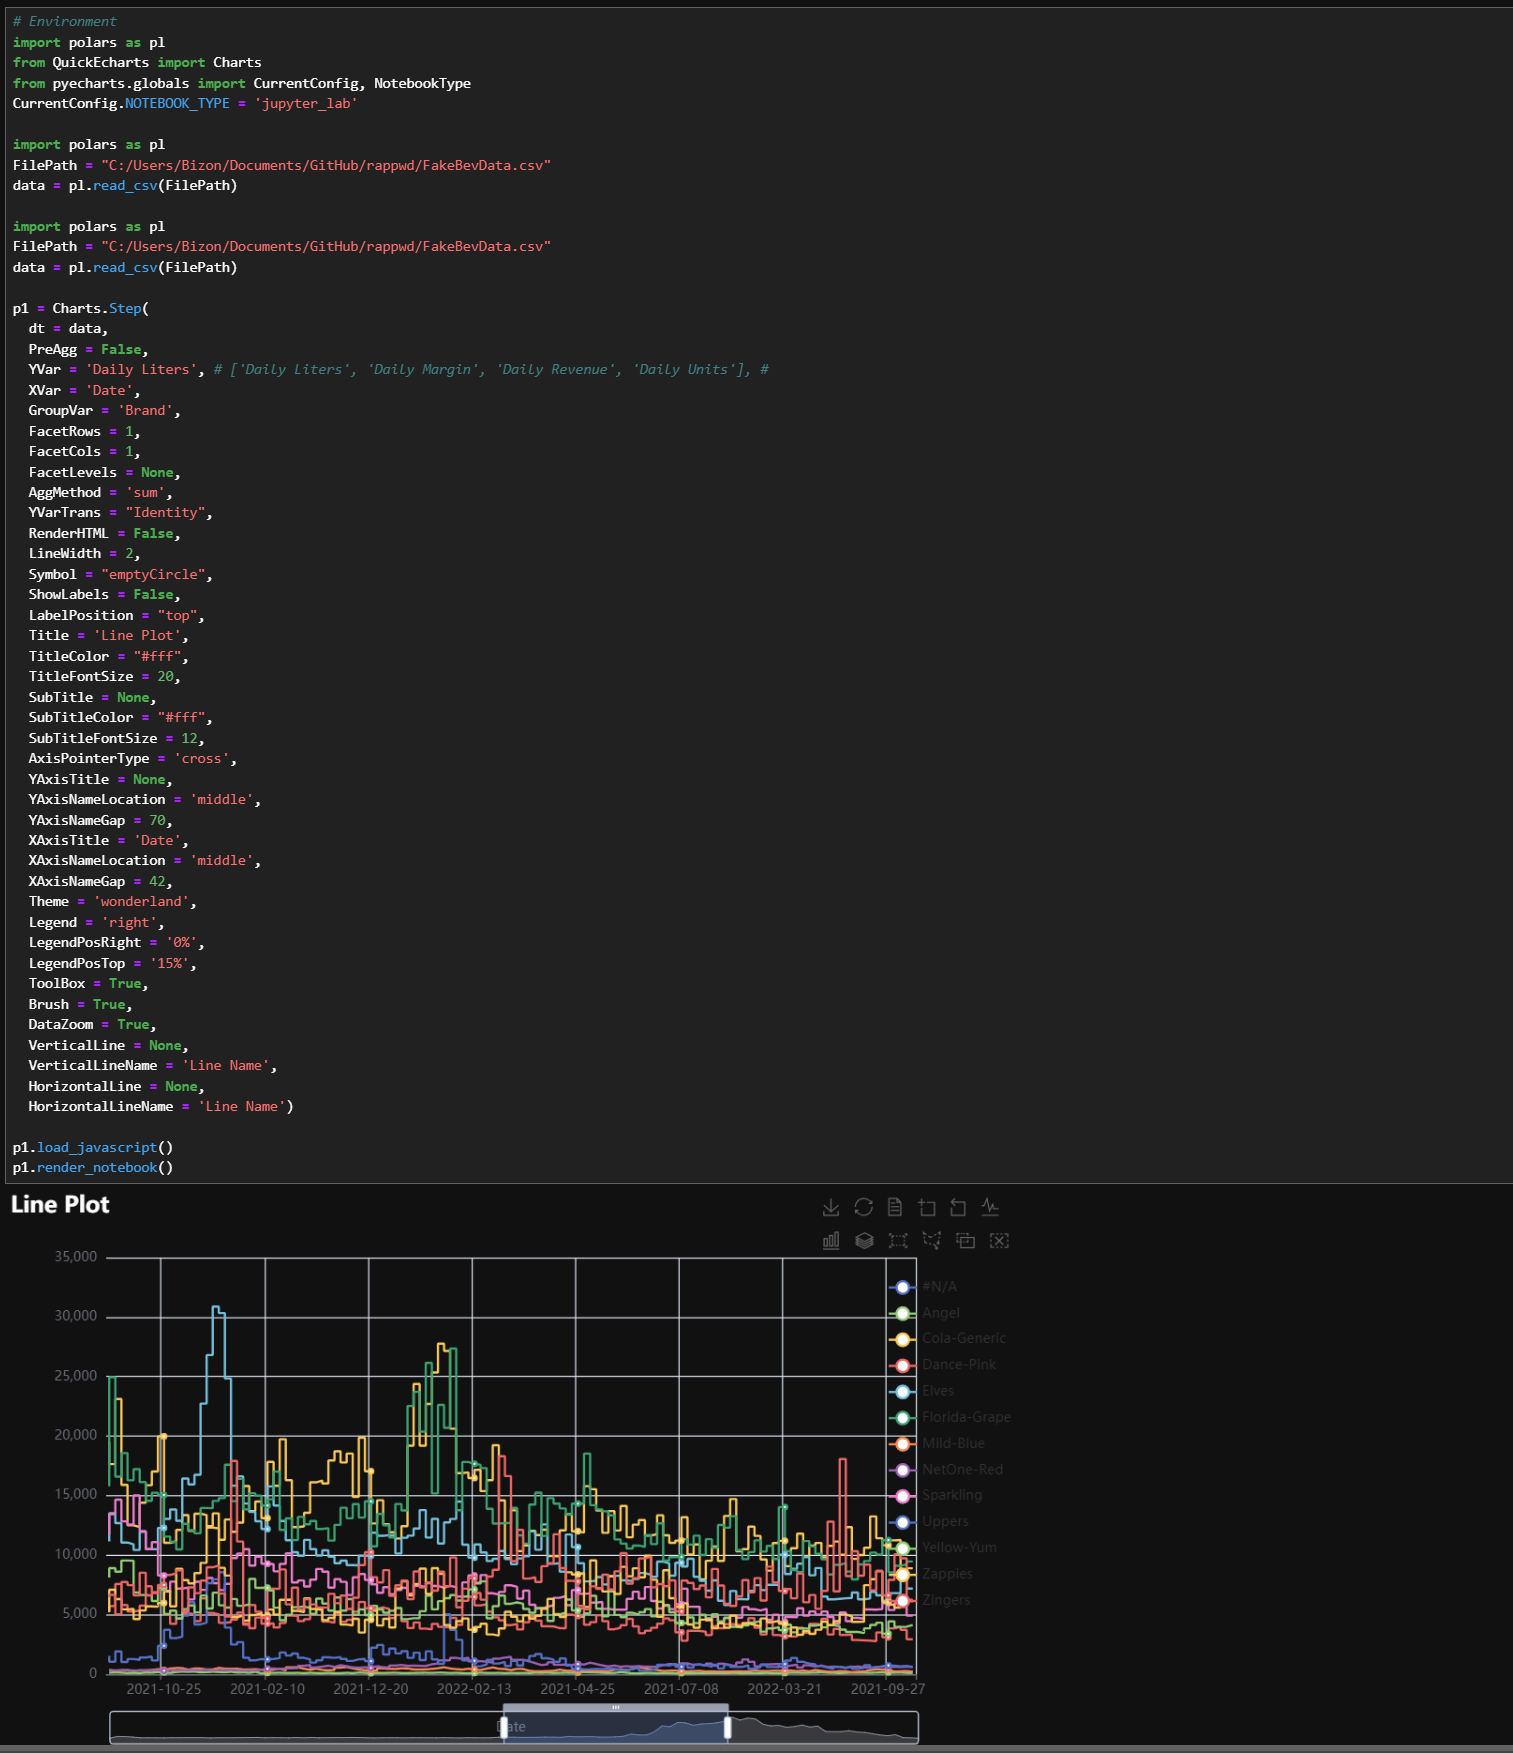 # Environment
import polars as pl
from QuickEcharts import Charts
from pyecharts.globals import CurrentConfig, NotebookType
CurrentConfig.NOTEBOOK_TYPE = 'jupyter_lab'
import polars as pl
FilePath = "C:/Users/Bizon/Documents/GitHub/rappwd/FakeBevData.csv"
data = pl.read_csv(FilePath)
import polars as pl
FilePath = "C:/Users/Bizon/Documents/GitHub/rappwd/FakeBevData.csv"
data = pl.read_csv(FilePath)
p1 = Charts.Step(
  dt = data,
  PreAgg = False,
  YVar = 'Daily Liters', # ['Daily Liters', 'Daily Margin', 'Daily Revenue', 'Daily Units'], #
  XVar = 'Date',
  GroupVar = 'Brand',
  FacetRows = 1,
  FacetCols = 1,
  FacetLevels = None,
  AggMethod = 'sum',
  YVarTrans = "Identity",
  RenderHTML = False,
  LineWidth = 2,
  Symbol = "emptyCircle",
  ShowLabels = False,
  LabelPosition = "top",
  Title = 'Line Plot',
  TitleColor = "#fff",
  TitleFontSize = 20,
  SubTitle = None,
  SubTitleColor = "#fff",
  SubTitleFontSize = 12,
  AxisPointerType = 'cross',
  YAxisTitle = None,
  YAxisNameLocation = 'middle',
  YAxisNameGap = 70,
  XAxisTitle = 'Date',
  XAxisNameLocation = 'middle',
  XAxisNameGap = 42,
  Theme = 'wonderland',
  Legend = 'right',
  LegendPosRight = '0%',
  LegendPosTop = '15%',
  ToolBox = True,
  Brush = True,
  DataZoom = True,
  VerticalLine = None,
  VerticalLineName = 'Line Name',
  HorizontalLine = None,
  HorizontalLineName = 'Line Name')
p1.load_javascript()
p1.render_notebook()
Line Plot
35,000
30,000
25,000
20,000
15,000
10,000
5,000
0
#N/A
Angel
Cola-Generic
Dance-Pink
Elves
Florida-Grape
Mild-Blue
NetOne-Red
Sparkling
Uppers
Yellow-Yum
Zapples
Zingers
2021-10-25 2021-02-10 2021-12-20 2022-02-13 2021-04-25 2021-07-08 2022-03-21 2021-09-27
Date